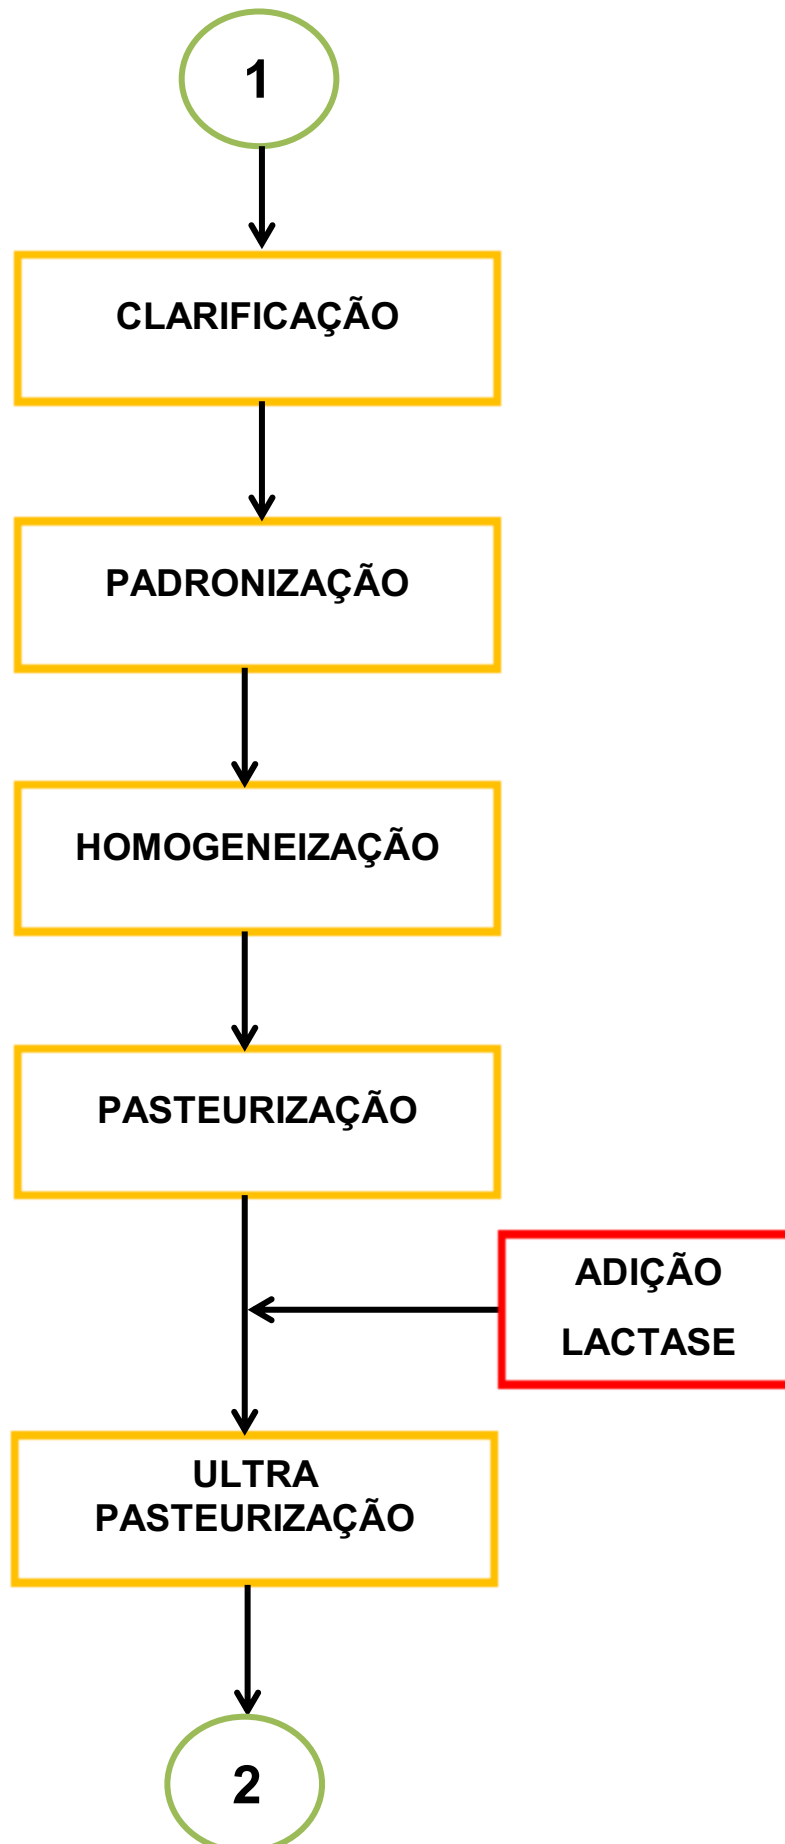 1
CLARIFICAÇÃO
PADRONIZAÇÃO
HOMOGENEIZAÇÃO
PASTEURIZAÇÃO
ADIÇÃO
LACTASE
ULTRA
PASTEURIZAÇÃO
2